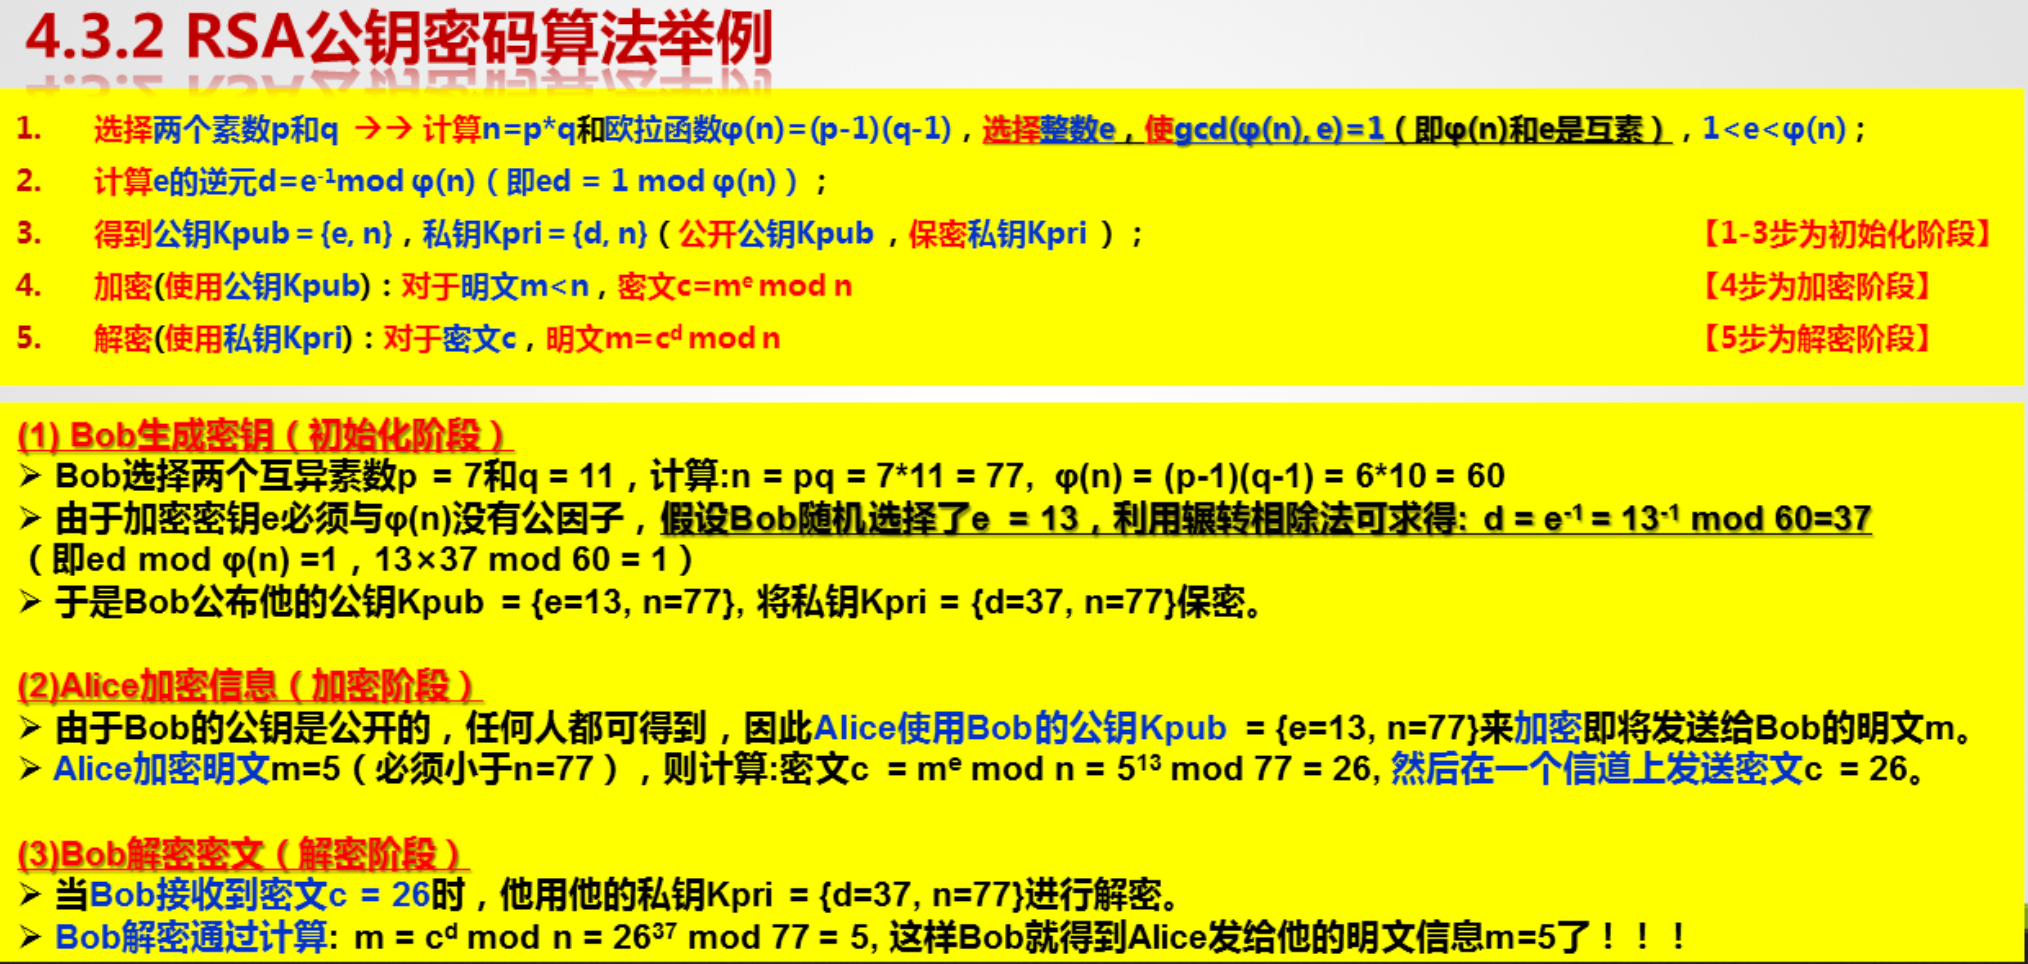 4.3.2 RSA公钥密码算法举例
1. 选择两个素数p和q →→ 计算n=p*q和欧拉函数φ(n)=(p-1)(q-1)，选择整数e，使gcd(φ(n), e)=1（即φ(n)和e是互素），1<e<φ(n)；
2. 计算e的逆元d=e⁻¹mod φ(n)（即ed = 1 mod φ(n)）；
3. 得到公钥Kpub={e, n}，私钥Kpri={d, n}（公开公钥Kpub，保密私钥Kpri）； 【1-3步为初始化阶段】
4. 加密(使用公钥Kpub)：对于明文m<n，密文c=mᵉ mod n 【4步为加密阶段】
5. 解密(使用私钥Kpri)：对于密文c，明文m=cᵈ mod n 【5步为解密阶段】
(1) Bob生成密钥（初始化阶段）
➢ Bob选择两个互异素数p = 7和q = 11，计算:n = pq = 7*11 = 77, φ(n) = (p-1)(q-1) = 6*10 = 60
➢ 由于加密密钥e必须与φ(n)没有公因子，假设Bob随机选择了e = 13，利用辗转相除法可求得: d = e⁻¹ = 13⁻¹ mod 60=37
（即ed mod φ(n) =1，13×37 mod 60 = 1）
➢ 于是Bob公布他的公钥Kpub = {e=13, n=77}, 将私钥Kpri = {d=37, n=77}保密。
(2)Alice加密信息（加密阶段）
➢ 由于Bob的公钥是公开的，任何人都可得到，因此Alice使用Bob的公钥Kpub = {e=13, n=77}来加密即将发送给Bob的明文m。
➢ Alice加密明文m=5（必须小于n=77），则计算:密文c = mᵉ mod n = 5¹³ mod 77 = 26, 然后在一个信道上发送密文c = 26。
(3)Bob解密密文（解密阶段）
➢ 当Bob接收到密文c = 26时，他用他的私钥Kpri = {d=37, n=77}进行解密。
➢ Bob解密通过计算: m = cᵈ mod n = 26³⁷ mod 77 = 5, 这样Bob就得到Alice发给他的明文信息m=5了！！！